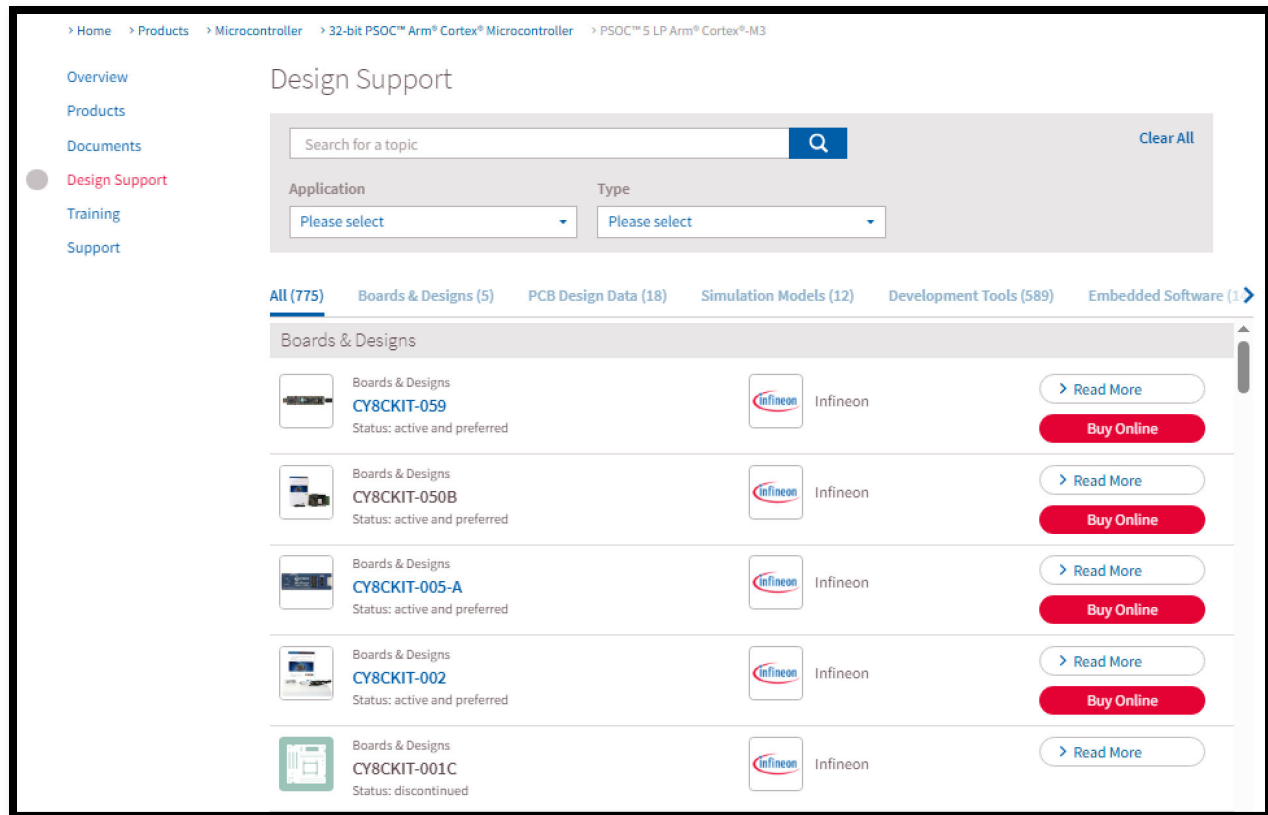 > Home > Products > Microcontroller > 32-bit PSOC™ Arm® Cortex® Microcontroller > PSOC™ 5 LP Arm® Cortex®-M3
Overview
Products
Documents
Design Support
Training
Support
Design Support
Search for a topic
Clear All
Application Type
Please select Please select
All (775) Boards & Designs (5) PCB Design Data (18) Simulation Models (12) Development Tools (589) Embedded Software
Boards & Designs
Boards & Designs
CY8CKIT-059
Status: active and preferred
infineon Infineon
> Read More
Buy Online
Boards & Designs
CY8CKIT-050B
Status: active and preferred
infineon Infineon
> Read More
Buy Online
Boards & Designs
CY8CKIT-005-A
Status: active and preferred
infineon Infineon
> Read More
Buy Online
Boards & Designs
CY8CKIT-002
Status: active and preferred
infineon Infineon
> Read More
Buy Online
Boards & Designs
CY8CKIT-001C
Status: discontinued
infineon Infineon
> Read More